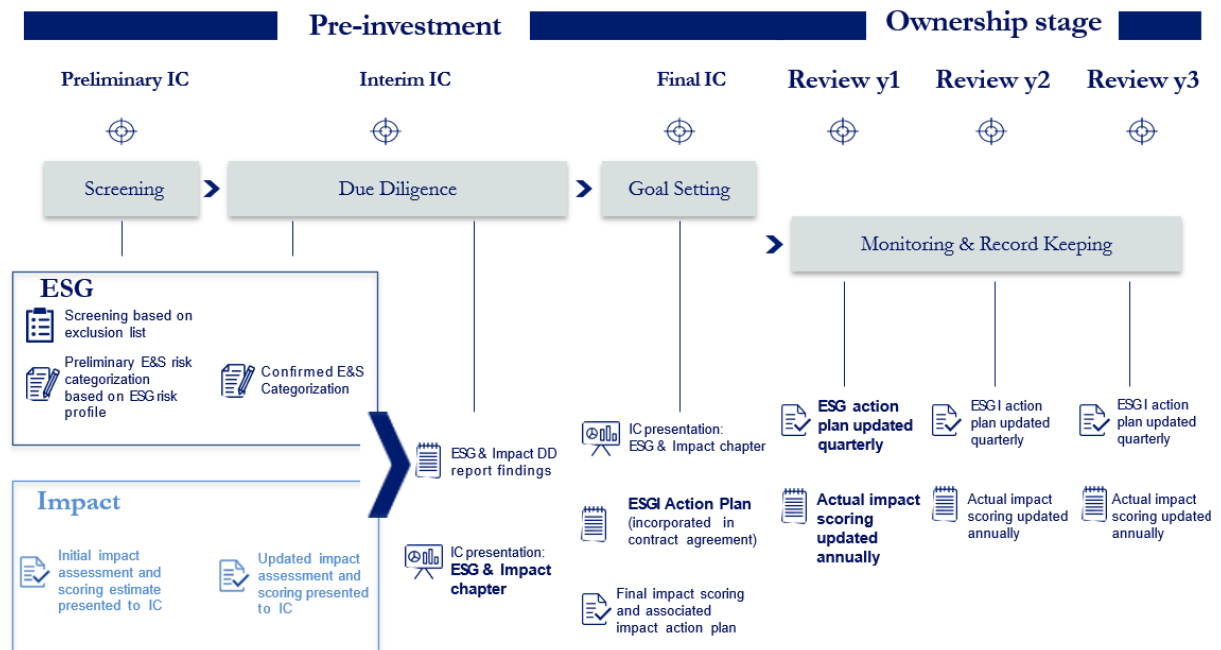 Pre-investment
Ownership stage
Preliminary IC
Interim IC
Final IC
Review y1
Review y2
Review y3
Screening
Due Diligence
Goal Setting
Monitoring & Record Keeping
ESG
Screening based on
exclusion list
Preliminary E&S risk
categorization
based on ESG risk
profile
Confirmed E&S
Categorization
Impact
Initial impact
assessment and
scoring estimate
presented to IC
Updated impact
assessment and
scoring presented
to IC
ESG & Impact DD
report findings
IC presentation:
ESG & Impact
chapter
IC presentation:
ESG & Impact chapter
ESGI Action Plan
(incorporated in
contract agreement)
Final impact scoring
and associated
impact action plan
ESG action
plan updated
quarterly
Actual impact
scoring
updated
annually
ESG I action
plan updated
quarterly
Actual impact
scoring updated
annually
ESG I action
plan updated
quarterly
Actual impact
scoring updated
annually